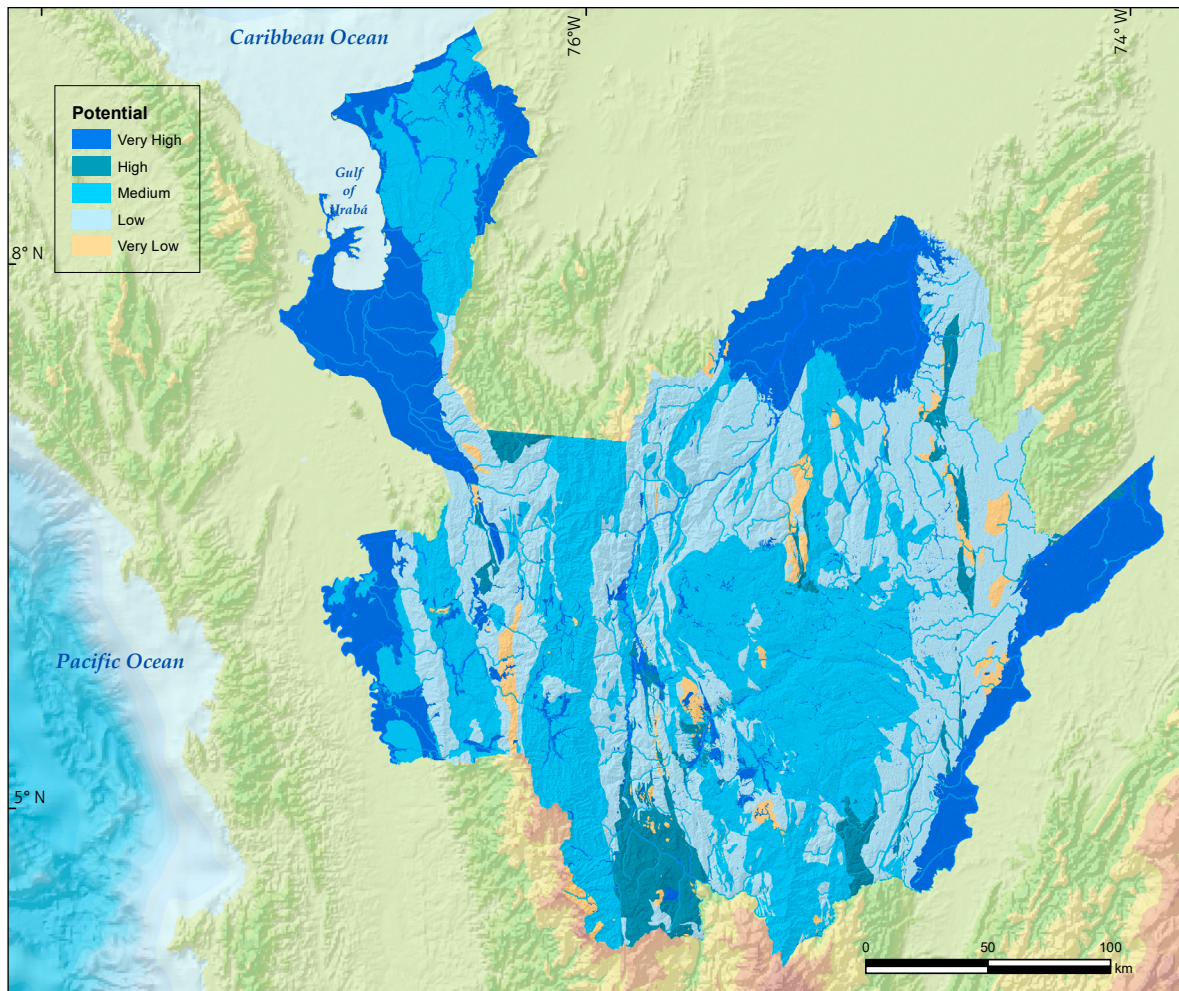 Caribbean Ocean
76°W
74° W
Potential
Very High
High
Medium
Low
Very Low
Gulf
of
Urabá
8° N
Pacific Ocean
5° N
0
50
100
km